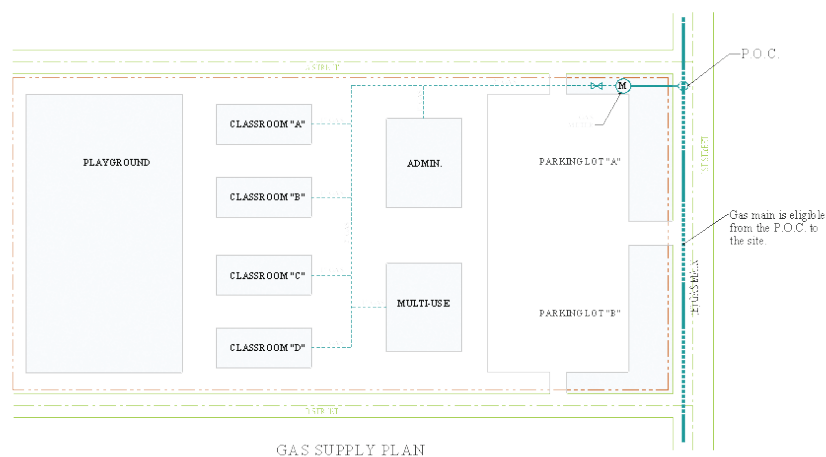 P.O.C.
M
CLASSROOM "A"
PLAYGROUND
PARKING LOT "A"
ADMIN.
CLASSROOM "B"
Gas main is eligible
from the P.O.C. to
the site.
CLASSROOM "C"
MULTI-USE
PARKING LOT "B"
CLASSROOM "D"
GAS SUPPLY PLAN